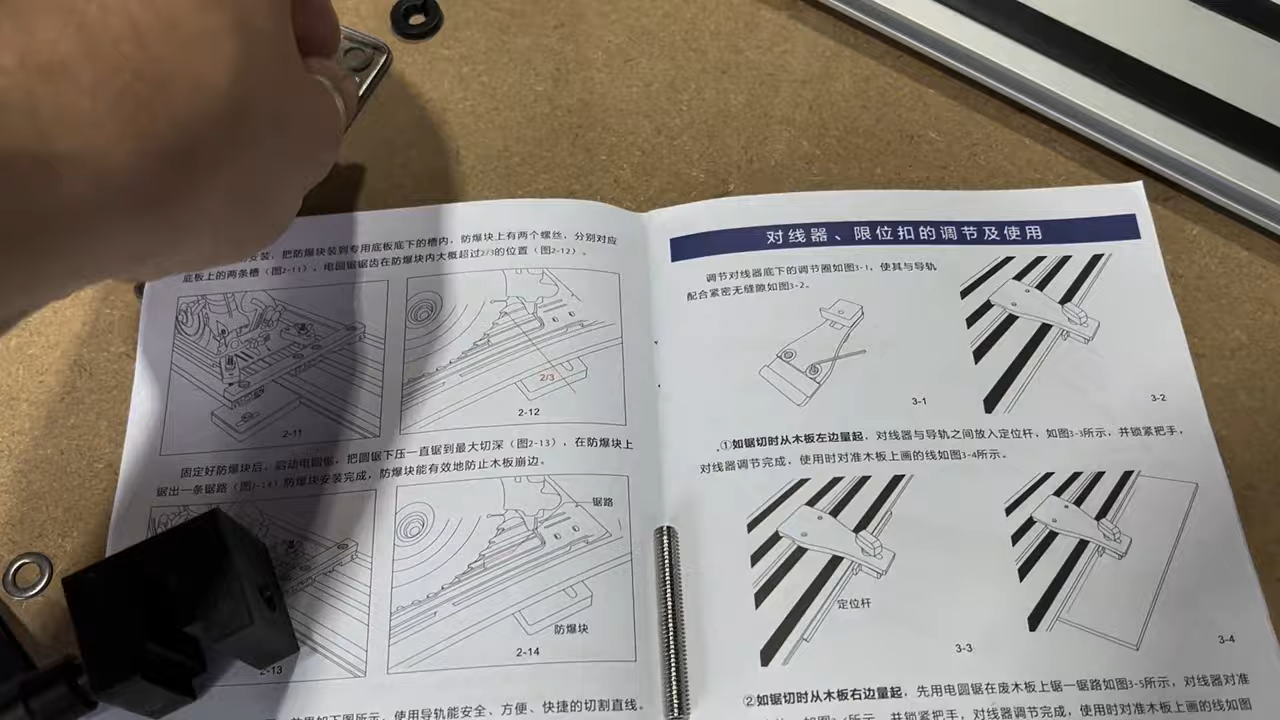 安装，把防爆块装到专用底板底下的槽内，防爆块上有两个螺丝，分别对应
底板上的两条槽（图2-11），电圆锯锯齿在防爆块内大概超过2/3的位置（图2-12）。
2-11
2/3
2-12
固定好防爆块后，启动电圆锯，把圆锯下压一直锯到最大切深（图2-13），在防爆块上
锯出一条锯路（图2-14）防爆块安装完成，防爆块能有效地防止木板崩边。
2-13
锯路
防爆块
2-14
如下图所示，使用导轨能安全、方便、快捷的切割直线。
对线器、限位扣的调节及使用
调节对线器底下的调节圈如图3-1，使其与导轨
配合紧密无缝隙如图3-2。
3-1
3-2
①如锯切时从木板左边量起，对线器与导轨之间放入定位杆，如图3-3所示，并锁紧把手，
对线器调节完成，使用时对准木板上画的线如图3-4所示。
定位杆
3-3
3-4
②如锯切时从木板右边量起，先用电圆锯在废木板上锯一锯路如图3-5所示，对线器对准
所示，并锁紧把手，对线器调节完成，使用时对准木板上画的线如图